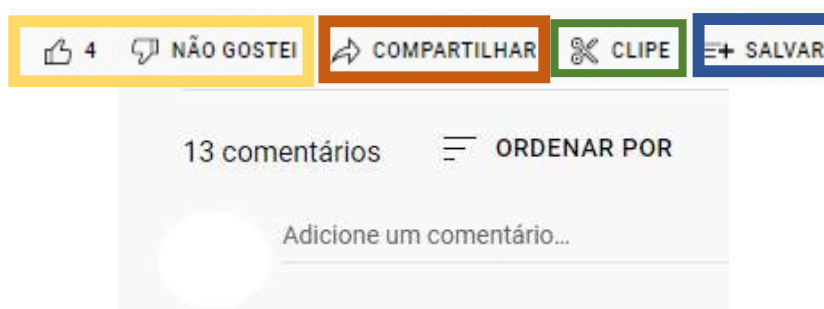 4 NÃO GOSTEI COMPARTILHAR CLIPE SALVAR
13 comentários ORDENAR POR
Adicione um comentário...